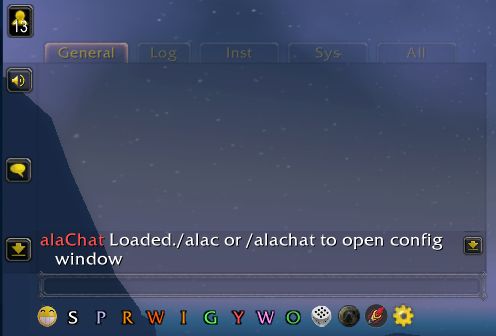 13
General Log Inst Sys All
alaChat Loaded./alac or /alachat to open config
window
S P R W I G Y W O